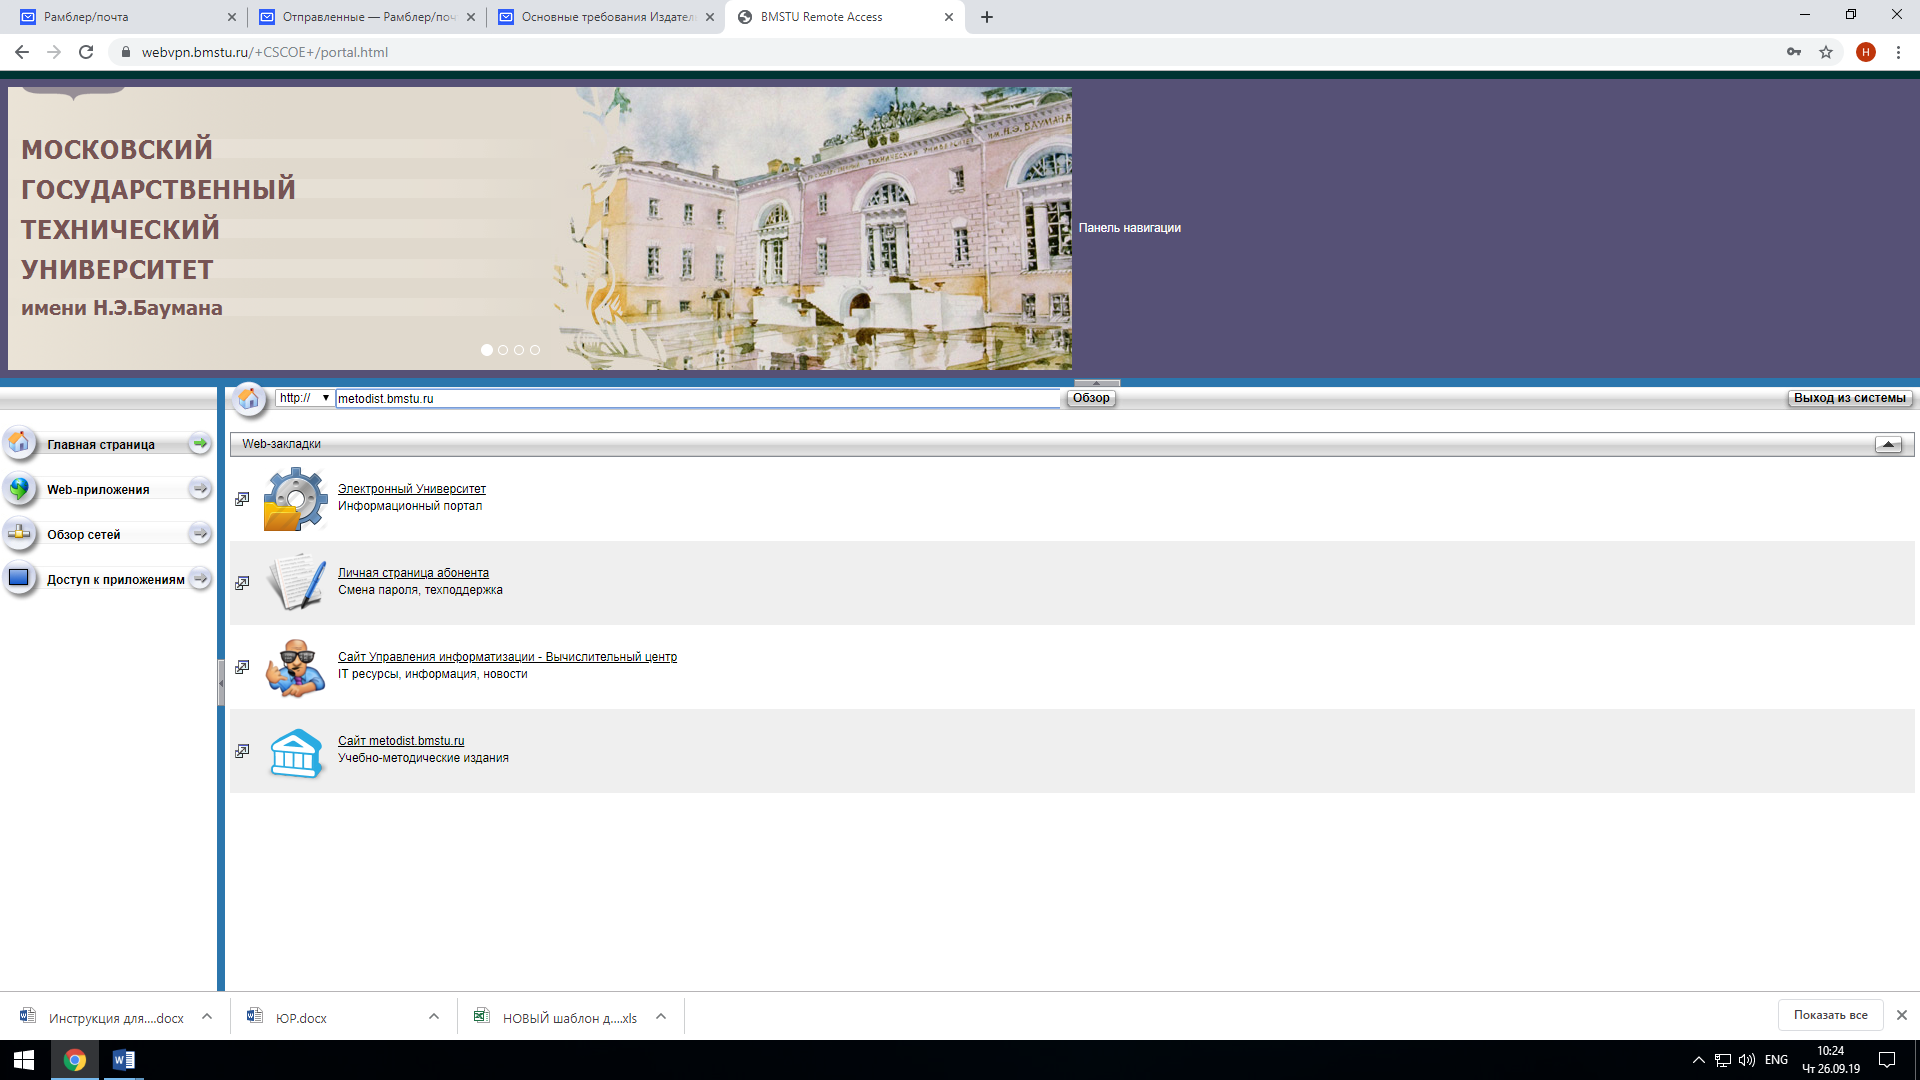 Рамблер/почта
Отправленные — Рамблер/поч
Основные требования Издател
BMSTU Remote Access
webvpn.bmstu.ru/+CSCOE+/portal.html
Н
МОСКОВСКИЙ
ГОСУДАРСТВЕННЫЙ
ТЕХНИЧЕСКИЙ
УНИВЕРСИТЕТ
имени Н.Э.Баумана
Панель навигации
http://
metodist.bmstu.ru
Обзор
Выход из системы
Главная страница
Web-приложения
Обзор сетей
Доступ к приложениям
Web-закладки
Электронный Университет
Информационный портал
Личная страница абонента
Смена пароля, техподдержка
Сайт Управления информатизации - Вычислительный центр
IT ресурсы, информация, новости
Сайт metodist.bmstu.ru
Учебно-методические издания
Инструкция для....docx
ЮР.docx
НОВЫЙ шаблон д....xls
Показать все
ENG
10:24
Чт 26.09.19